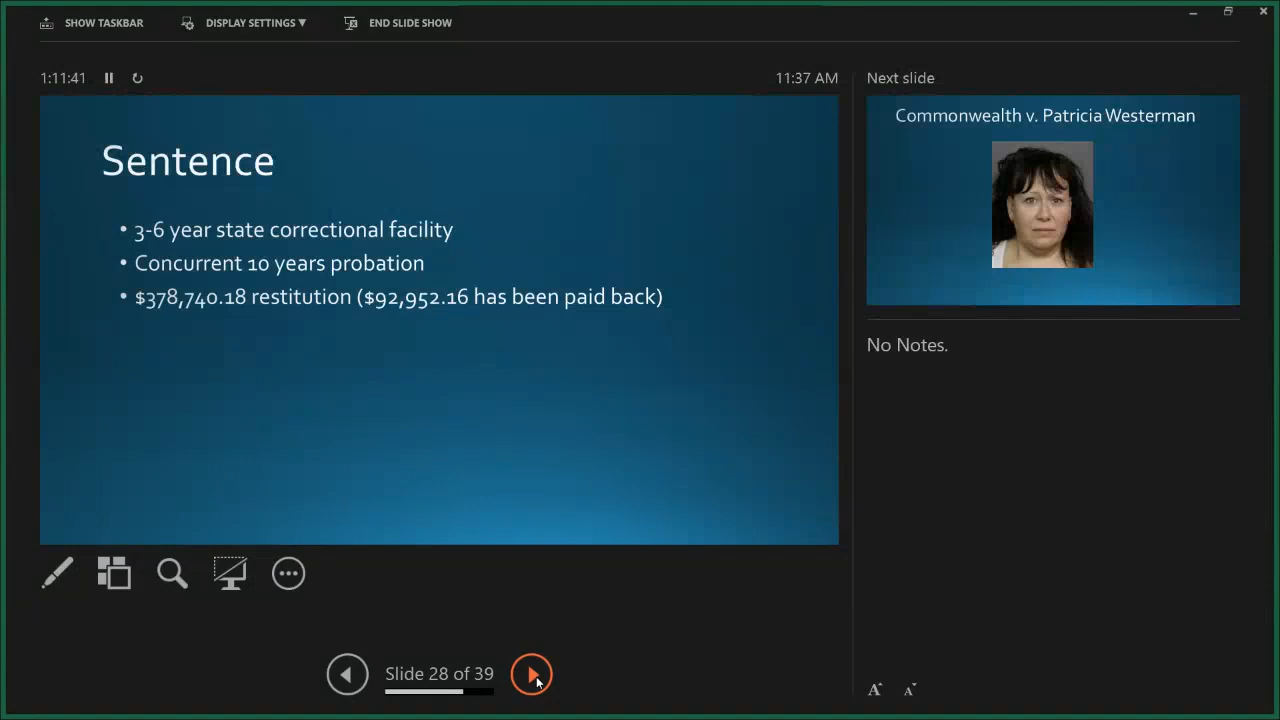 SHOW TASKBAR
DISPLAY SETTINGS ▼
END SLIDE SHOW
1:11:41
11:37 AM
Next slide
Sentence
• 3-6 year state correctional facility
• Concurrent 10 years probation
• $378,740.18 restitution ($92,952.16 has been paid back)
Commonwealth v. Patricia Westerman
No Notes.
Slide 28 of 39
A A